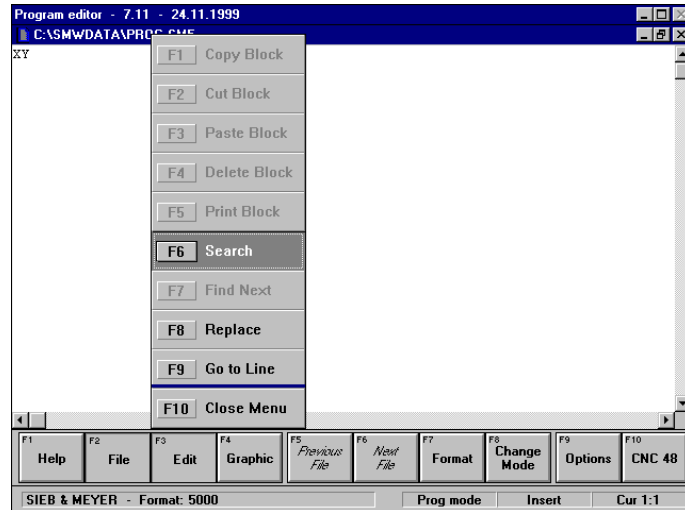 Program editor - 7.11 - 24.11.1999
C:\SMWDATA\PROG.SMF
XY
F1 Copy Block
F2 Cut Block
F3 Paste Block
F4 Delete Block
F5 Print Block
F6 Search
F7 Find Next
F8 Replace
F9 Go to Line
F10 Close Menu
F1 Help
F2 File
F3 Edit
F4 Graphic
F5 Previous File
F6 Next File
F7 Format
F8 Change Mode
F9 Options
F10 CNC 48
SIEB & MEYER - Format: 5000 Prog mode Insert Cur 1:1